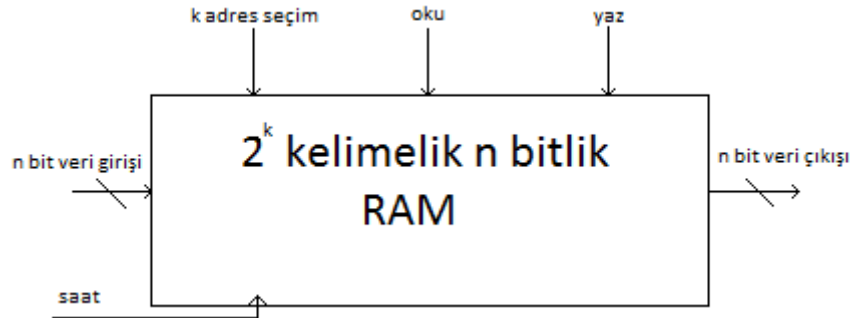 k adres seçim
oku
yaz
n bit veri girişi
2^k kelimelik n bitlik
RAM
n bit veri çıkışı
saat